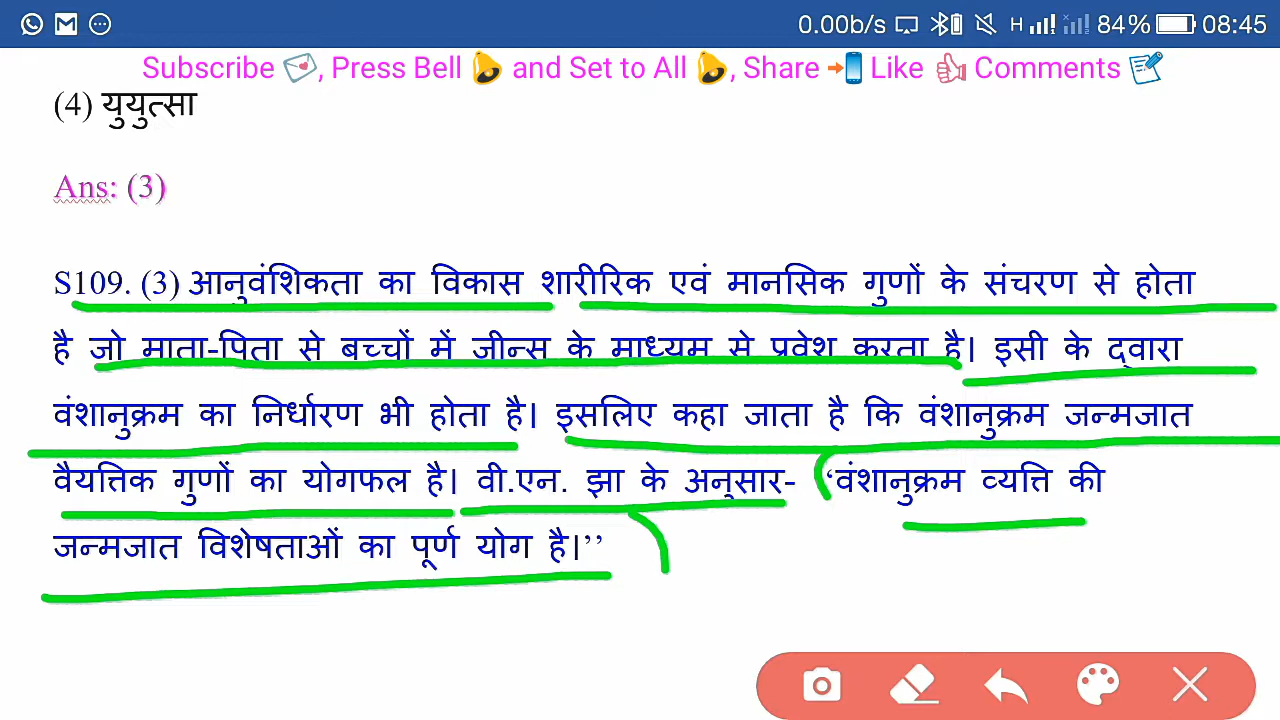 0.00b/s H 84% 08:45
Subscribe 💌, Press Bell 🔔 and Set to All 🔔, Share 📲 Like 👍 Comments 📝
(4) युयुत्सा
Ans: (3)
S109. (3) आनुवंशिकता का विकास शारीरिक एवं मानसिक गुणों के संचरण से होता
है जो माता-पिता से बच्चों में जीन्स के माध्यम से प्रवेश करता है। इसी के द्वारा
वंशानुक्रम का निर्धारण भी होता है। इसलिए कहा जाता है कि वंशानुक्रम जन्मजात
वैयत्तिक गुणों का योगफल है। वी.एन. झा के अनुसार- ‘वंशानुक्रम व्यत्ति की
जन्मजात विशेषताओं का पूर्ण योग है।’’